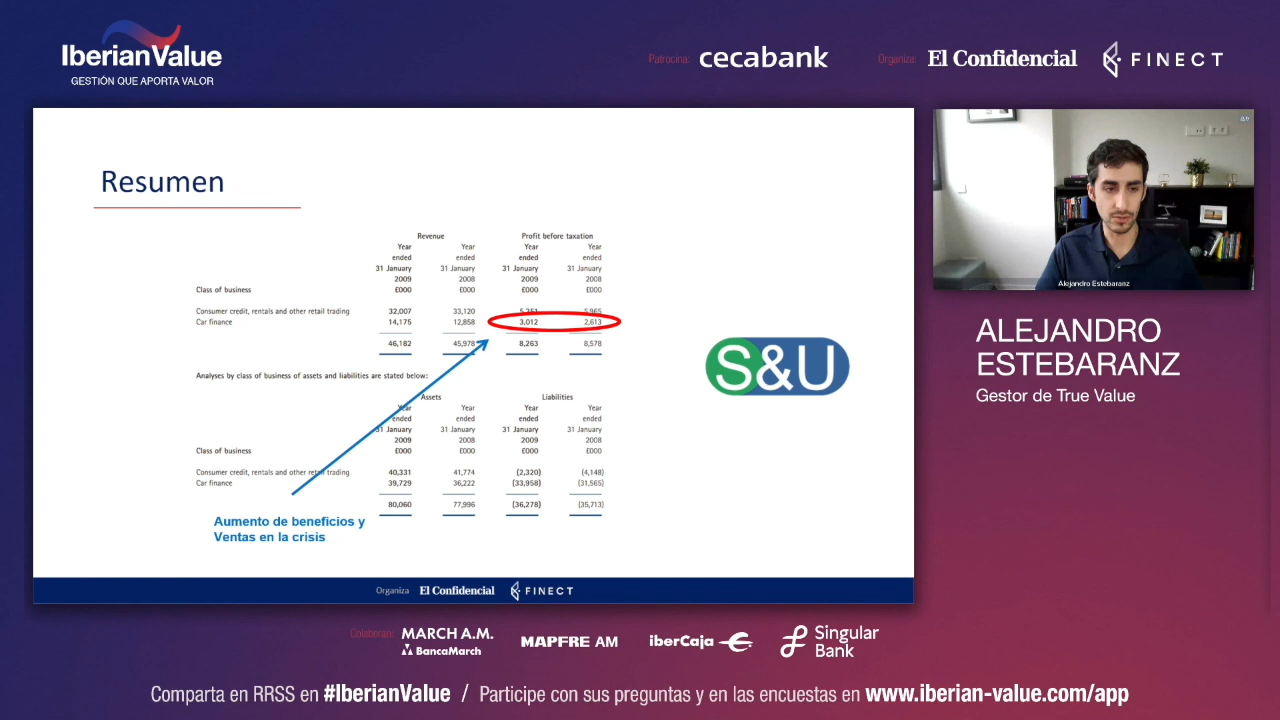 IberianValue
GESTIÓN QUE APORTA VALOR
Patrocina: cecabank
Organiza: El Confidencial FINECT
Resumen
Revenue Profit before taxation
Year Year Year Year
ended ended ended ended
31 January 31 January 31 January 31 January
2009 2008 2009 2008
Class of business £000 £000 £000 £000
Consumer credit, rentals and other retail trading 32,007 33,120 5,251 5,965
Car finance 14,175 12,858 3,012 2,613
46,182 45,978 8,263 8,578
Analyses by class of business of assets and liabilities are stated below:
Assets Liabilities
Year Year Year Year
ended ended ended ended
31 January 31 January 31 January 31 January
2009 2008 2009 2008
Class of business £000 £000 £000 £000
Consumer credit, rentals and other retail trading 40,331 41,774 (2,320) (4,148)
Car finance 39,729 36,222 (33,958) (31,565)
80,060 77,996 (36,278) (35,713)
Aumento de beneficios y
Ventas en la crisis
S&U
Organiza El Confidencial FINECT
Alejandro Estebaranz
ALEJANDRO
ESTEBARANZ
Gestor de True Value
Colaboran: MARCH A.M.
BancaMarch
MAPFRE AM
iberCaja
Singular
Bank
Comparta en RRSS en #IberianValue / Participe con sus preguntas y en las encuestas en www.iberian-value.com/app